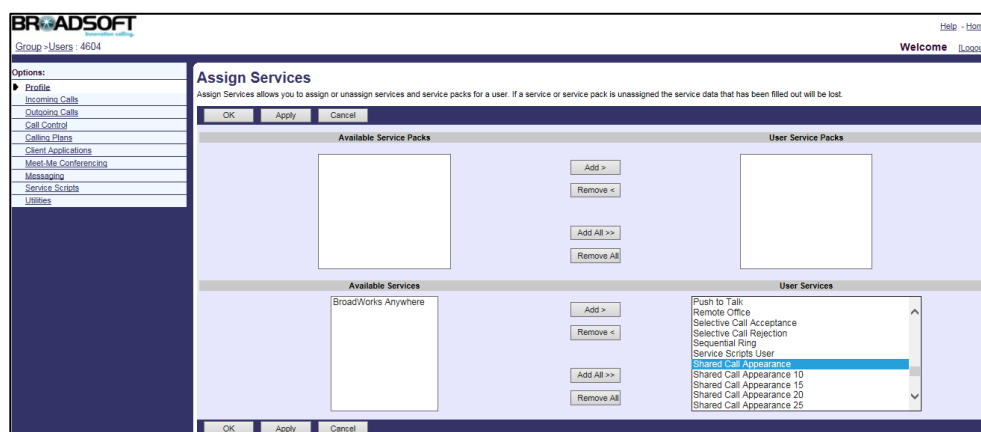 BROADSOFT
Innovation calling.
Help - Hom
Group >Users : 4604
Welcome [Logou
Options:
Profile
Incoming Calls
Outgoing Calls
Call Control
Calling Plans
Client Applications
Meet-Me Conferencing
Messaging
Service Scripts
Utilities
Assign Services
Assign Services allows you to assign or unassign services and service packs for a user. If a service or service pack is unassigned the service data that has been filled out will be lost.
OK Apply Cancel
Available Service Packs User Service Packs
Add >
Remove <
Add All >>
Remove All
Available Services User Services
BroadWorks Anywhere
Add >
Remove <
Add All >>
Remove All
Push to Talk
Remote Office
Selective Call Acceptance
Selective Call Rejection
Sequential Ring
Service Scripts User
Shared Call Appearance
Shared Call Appearance 10
Shared Call Appearance 15
Shared Call Appearance 20
Shared Call Appearance 25
OK Apply Cancel